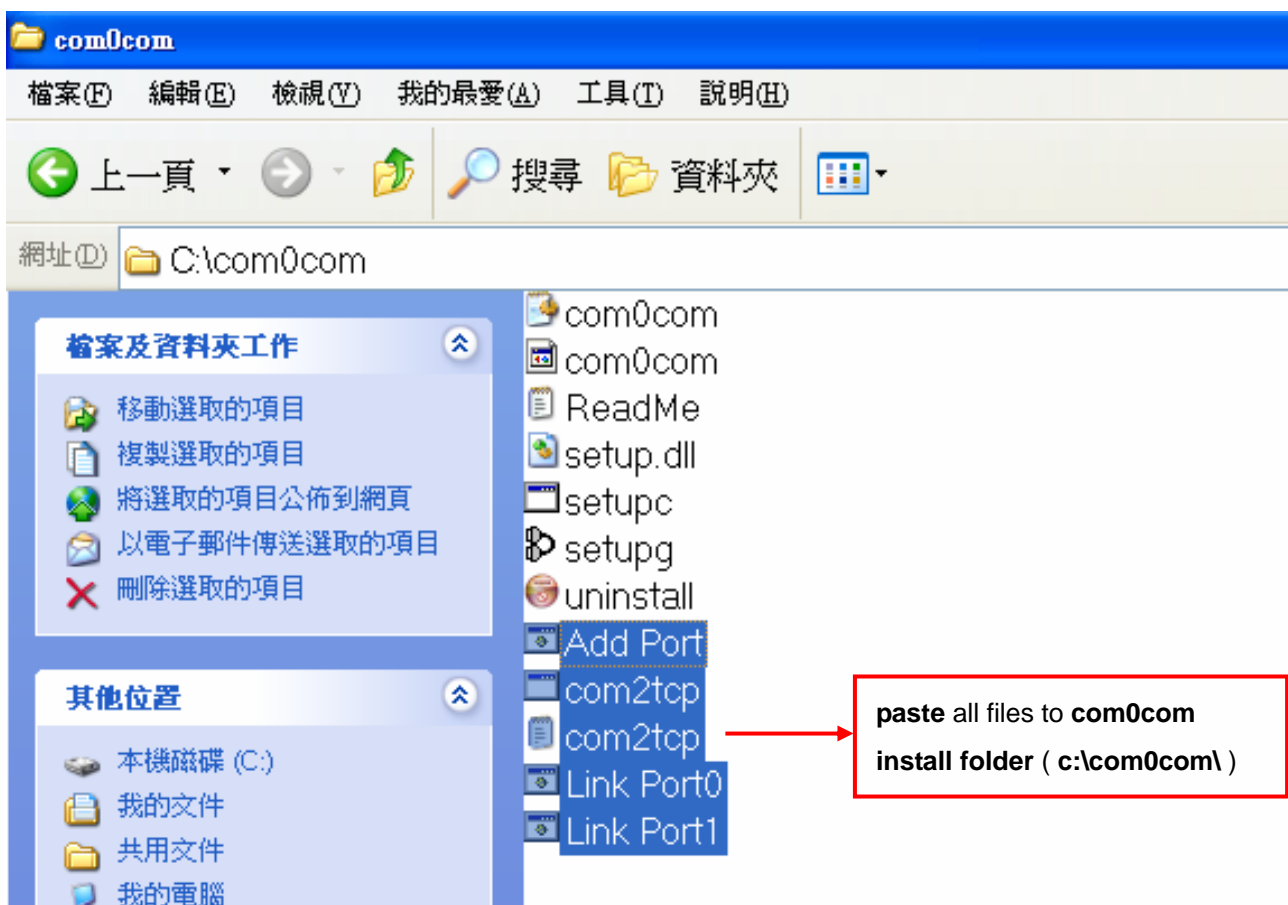 com0com
檔案(F) 編輯(E) 檢視(V) 我的最愛(A) 工具(T) 說明(H)
上一頁 搜尋 資料夾
網址(D) C:\com0com
檔案及資料夾工作
移動選取的項目
複製選取的項目
將選取的項目公佈到網頁
以電子郵件傳送選取的項目
刪除選取的項目
其他位置
本機磁碟 (C:)
我的文件
共用文件
我的電腦
com0com
com0com
ReadMe
setup.dll
setupc
setupg
uninstall
Add Port
com2tcp
com2tcp
Link Port0
Link Port1
paste all files to com0com
install folder ( c:\com0com\ )